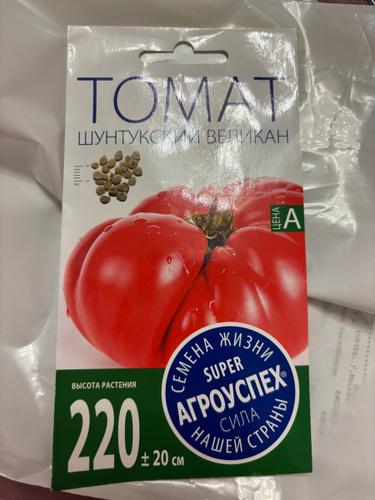 ТОМАТ
ШУНТУКСКИЙ ВЕЛИКАН
ЦЕНА А
СЕМЕНА ЖИЗНИ
SUPER
АГРОУСПЕХ®
СИЛА
НАШЕЙ СТРАНЫ
ВЫСОТА РАСТЕНИЯ
220 ± 20 СМ